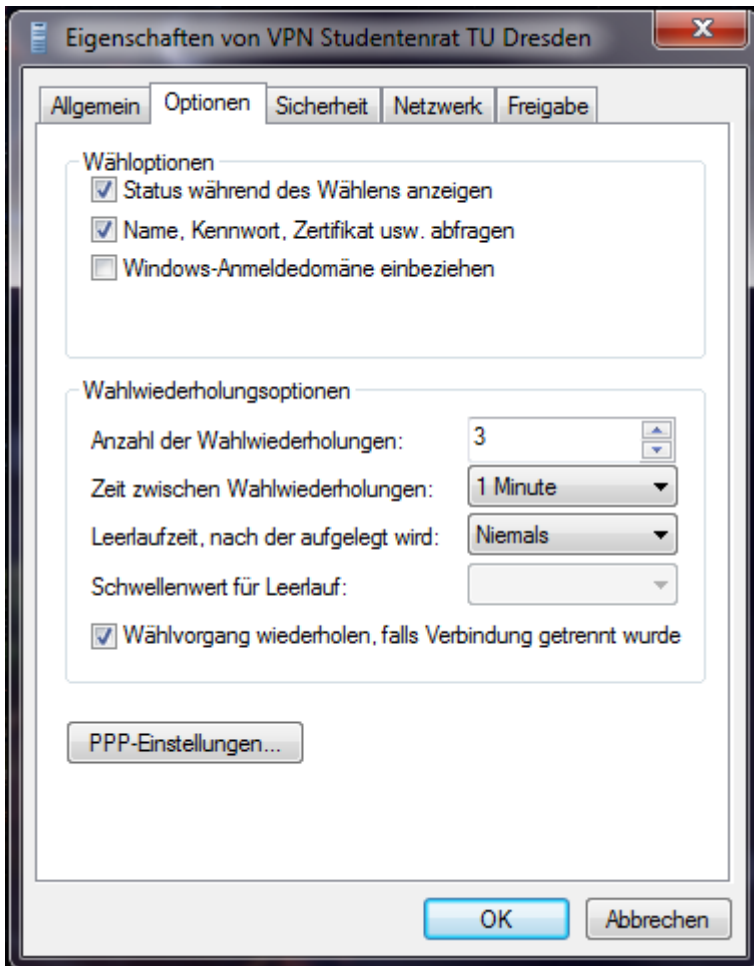 Eigenschaften von VPN Studentenrat TU Dresden
Allgemein Optionen Sicherheit Netzwerk Freigabe
Wähloptionen
Status während des Wählens anzeigen
Name, Kennwort, Zertifikat usw. abfragen
Windows-Anmeldedomäne einbeziehen
Wahlwiederholungsoptionen
Anzahl der Wahlwiederholungen: 3
Zeit zwischen Wahlwiederholungen: 1 Minute
Leerlaufzeit, nach der aufgelegt wird: Niemals
Schwellenwert für Leerlauf:
Wählvorgang wiederholen, falls Verbindung getrennt wurde
PPP-Einstellungen...
OK Abbrechen